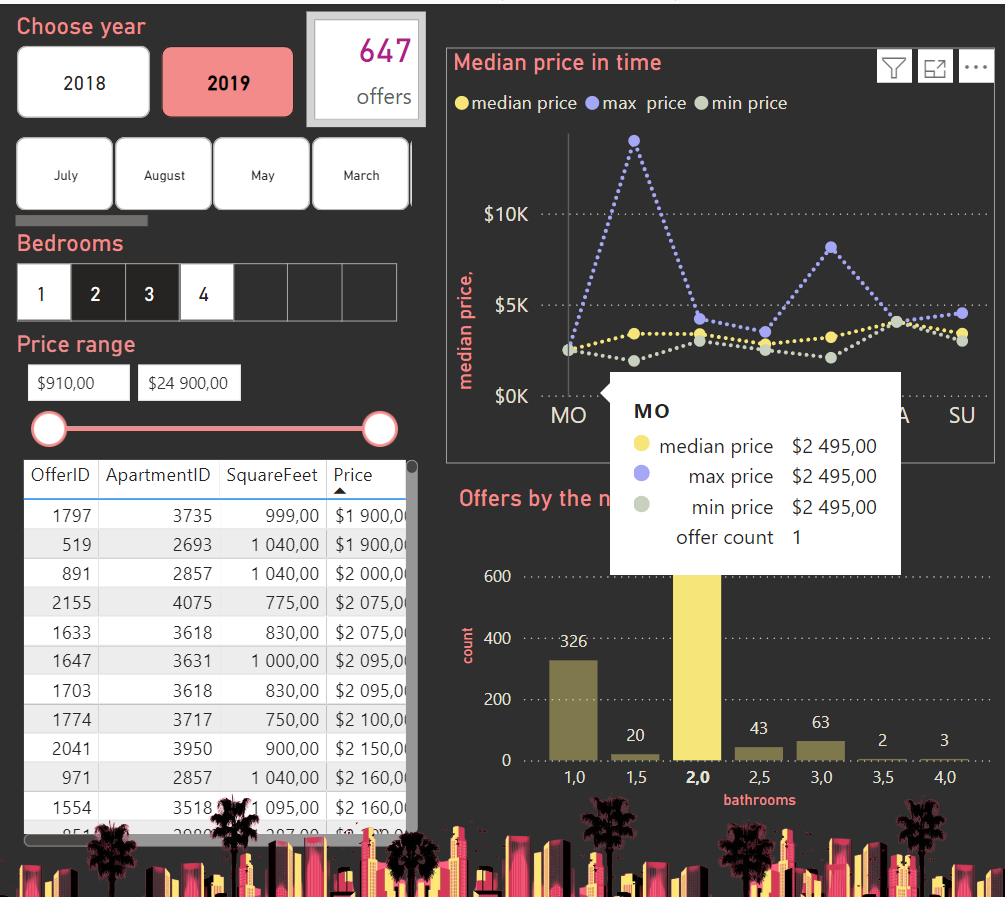 Choose year
2018
2019
647
offers
July
August
May
March
Bedrooms
1
2
3
4
Price range
$910,00
$24 900,00
OfferID ApartmentID SquareFeet Price
1797 3735 999,00 $1 900,00
519 2693 1 040,00 $1 900,00
891 2857 1 040,00 $2 000,00
2155 4075 775,00 $2 075,00
1633 3618 830,00 $2 075,00
1647 3631 1 000,00 $2 095,00
1703 3618 830,00 $2 095,00
1774 3717 750,00 $2 100,00
2041 3950 900,00 $2 150,00
971 2857 1 040,00 $2 160,00
1554 3518 1 095,00 $2 160,00
Median price in time
median price max price min price
median price,
$10K
$5K
$0K
MO
A
SU
MO
median price $2 495,00
max price $2 495,00
min price $2 495,00
offer count 1
Offers by the n
count
600
400
200
0
326
20
43
63
2
3
1,0
1,5
2,0
2,5
3,0
3,5
4,0
bathrooms